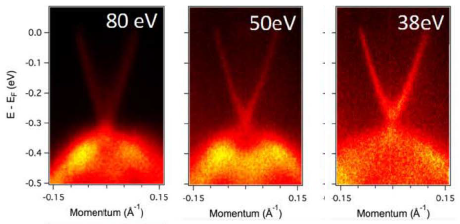 80 eV
50eV
38eV
E - E_F (eV)
0.0
-0.1
-0.2
-0.3
-0.4
-0.5
-0.15
0.15
Momentum (Å⁻¹)
-0.15
0.15
Momentum (Å⁻¹)
-0.15
0.15
Momentum (Å⁻¹)